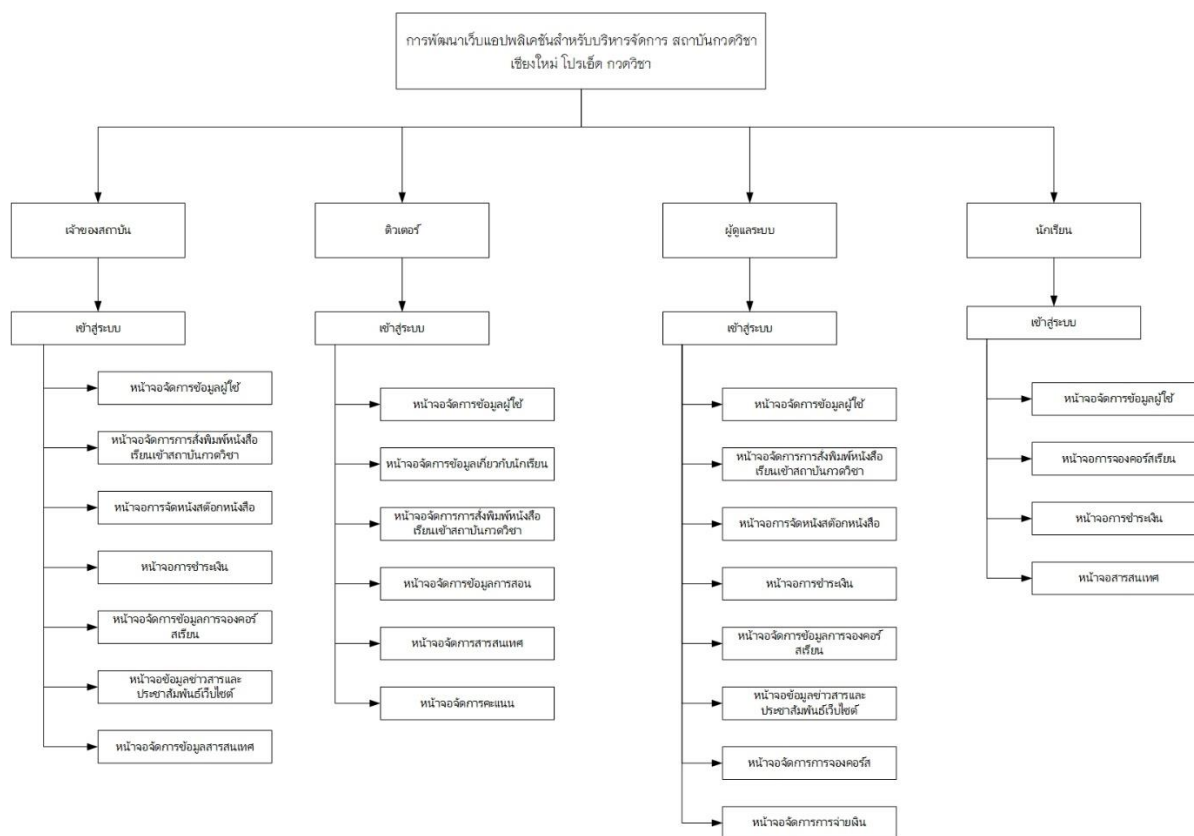 การพัฒนาเว็บแอปพลิเคชันสำหรับบริหารจัดการ สถาบันกวดวิชา
เชียงใหม่ โปรเอ็ด กวดวิชา
เจ้าของสถาบัน
ติวเตอร์
ผู้ดูแลระบบ
นักเรียน
เข้าสู่ระบบ
เข้าสู่ระบบ
เข้าสู่ระบบ
เข้าสู่ระบบ
หน้าจอจัดการข้อมูลผู้ใช้
หน้าจอจัดการการสั่งพิมพ์หนังสือ
เรียนเข้าสถาบันกวดวิชา
หน้าจอการจัดหนังสต๊อกหนังสือ
หน้าจอการชำระเงิน
หน้าจอจัดการข้อมูลการจองคอร์
สเรียน
หน้าจอข้อมูลข่าวสารและ
ประชาสัมพันธ์เว็บไซต์
หน้าจอจัดการข้อมูลสารสนเทศ
หน้าจอจัดการข้อมูลผู้ใช้
หน้าจอจัดการข้อมูลเกี่ยวกับนักเรียน
หน้าจอจัดการการสั่งพิมพ์หนังสือ
เรียนเข้าสถาบันกวดวิชา
หน้าจอจัดการข้อมูลการสอน
หน้าจอจัดการสารสนเทศ
หน้าจอจัดการคะแนน
หน้าจอจัดการข้อมูลผู้ใช้
หน้าจอจัดการการสั่งพิมพ์หนังสือ
เรียนเข้าสถาบันกวดวิชา
หน้าจอการจัดหนังสต๊อกหนังสือ
หน้าจอการชำระเงิน
หน้าจอจัดการข้อมูลการจองคอร์
สเรียน
หน้าจอข้อมูลข่าวสารและ
ประชาสัมพันธ์เว็บไซต์
หน้าจอจัดการการจองคอร์ส
หน้าจอจัดการการจ่ายเงิน
หน้าจอจัดการข้อมูลผู้ใช้
หน้าจอการจองคอร์สเรียน
หน้าจอการชำระเงิน
หน้าจอสารสนเทศ